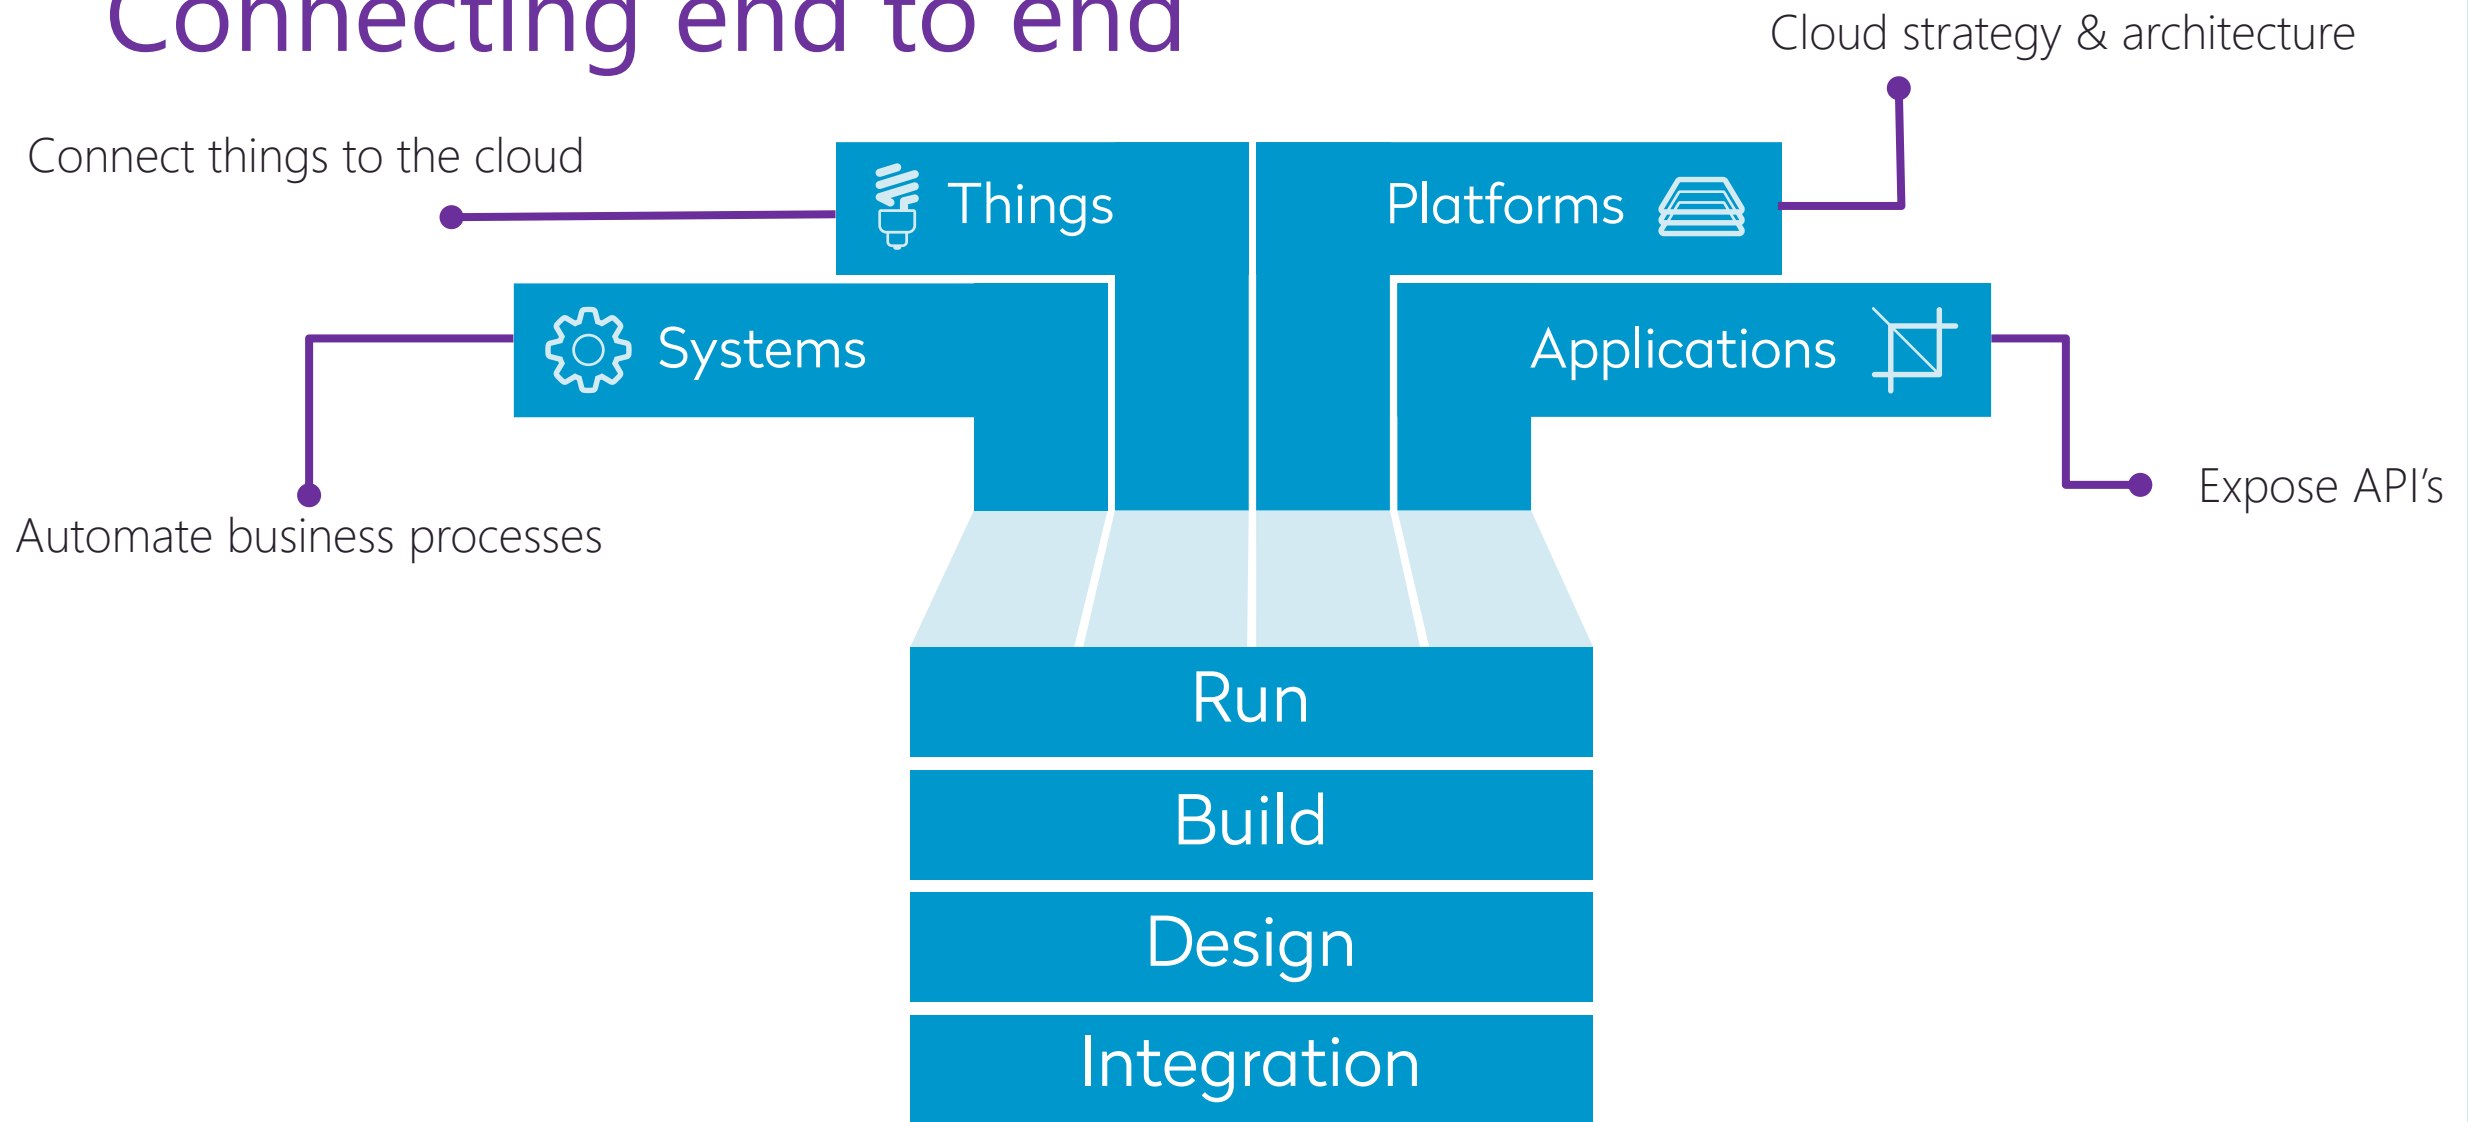 Connecting end to end
Cloud strategy & architecture
Connect things to the cloud
Things
Platforms
Systems
Applications
Expose API's
Automate business processes
Run
Build
Design
Integration